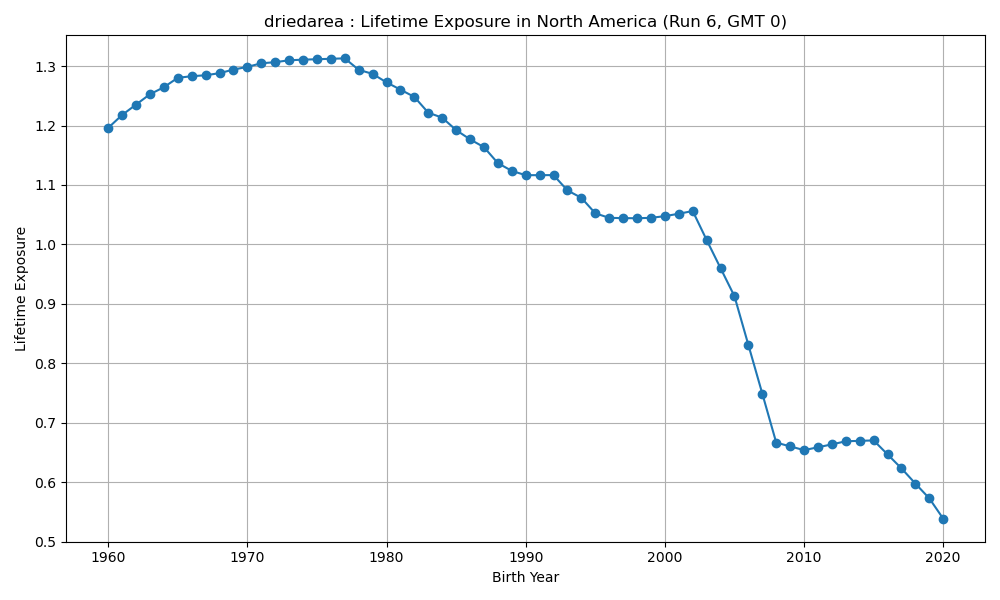 driedarea : Lifetime Exposure in North America (Run 6, GMT 0)
Lifetime Exposure
1.3
1.2
1.1
1.0
0.9
0.8
0.7
0.6
0.5
1960 1970 1980 1990 2000 2010 2020
Birth Year